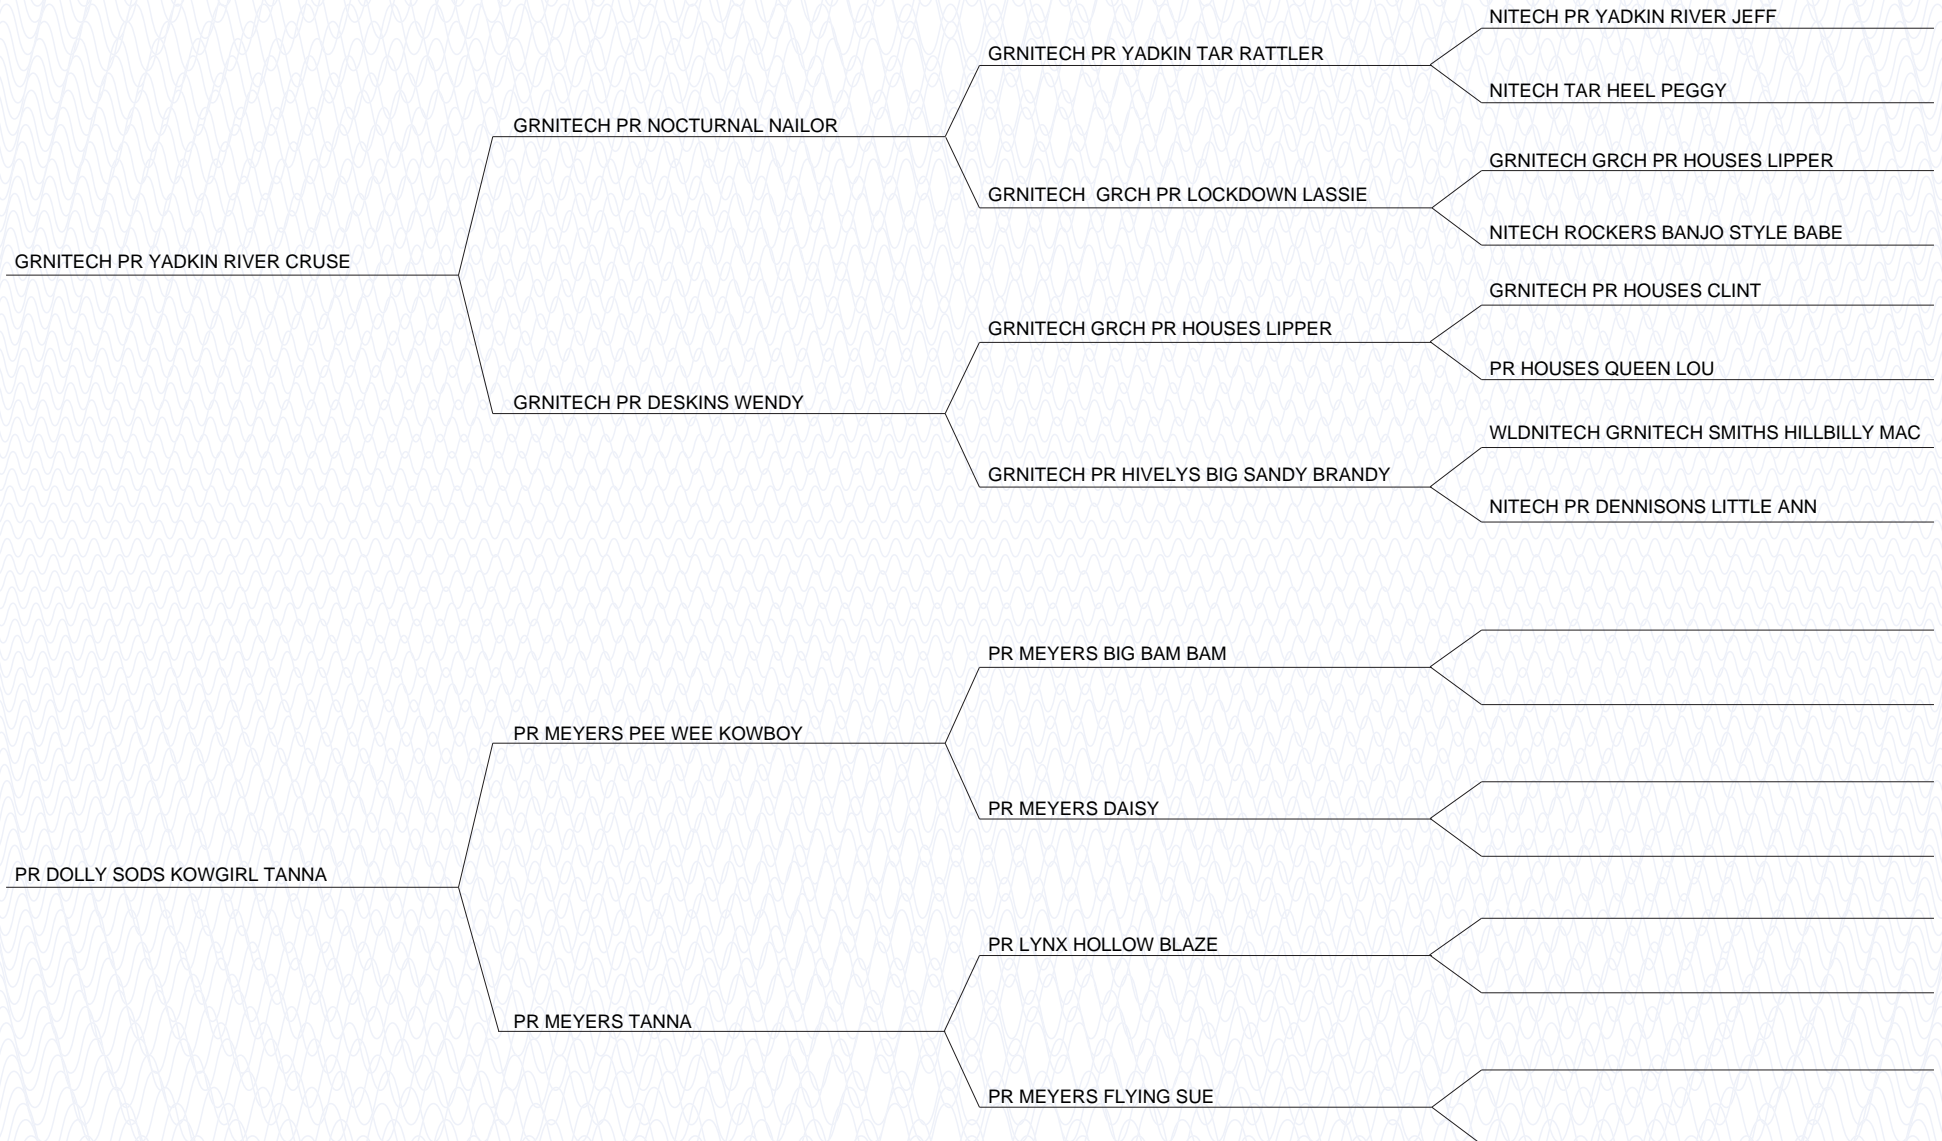 NITECH PR YADKIN RIVER JEFF
GRNITECH PR YADKIN TAR RATTLER
NITECH TAR HEEL PEGGY
GRNITECH PR NOCTURNAL NAILOR
GRNITECH GRCH PR HOUSES LIPPER
GRNITECH  GRCH PR LOCKDOWN LASSIE
NITECH ROCKERS BANJO STYLE BABE
GRNITECH PR YADKIN RIVER CRUSE
GRNITECH PR HOUSES CLINT
GRNITECH GRCH PR HOUSES LIPPER
PR HOUSES QUEEN LOU
GRNITECH PR DESKINS WENDY
WLDNITECH GRNITECH SMITHS HILLBILLY MAC
GRNITECH PR HIVELYS BIG SANDY BRANDY
NITECH PR DENNISONS LITTLE ANN
PR MEYERS BIG BAM BAM
PR MEYERS PEE WEE KOWBOY
PR MEYERS DAISY
PR DOLLY SODS KOWGIRL TANNA
PR LYNX HOLLOW BLAZE
PR MEYERS TANNA
PR MEYERS FLYING SUE